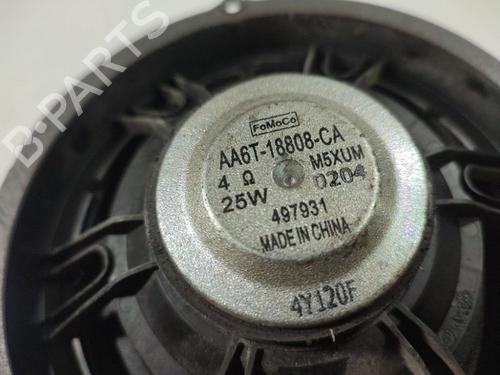 B-PARTS
FoMoCo
AA6T-18808-CA
4 Ω M5XUM
25W 0204
497931
MADE IN CHINA
4Y120F